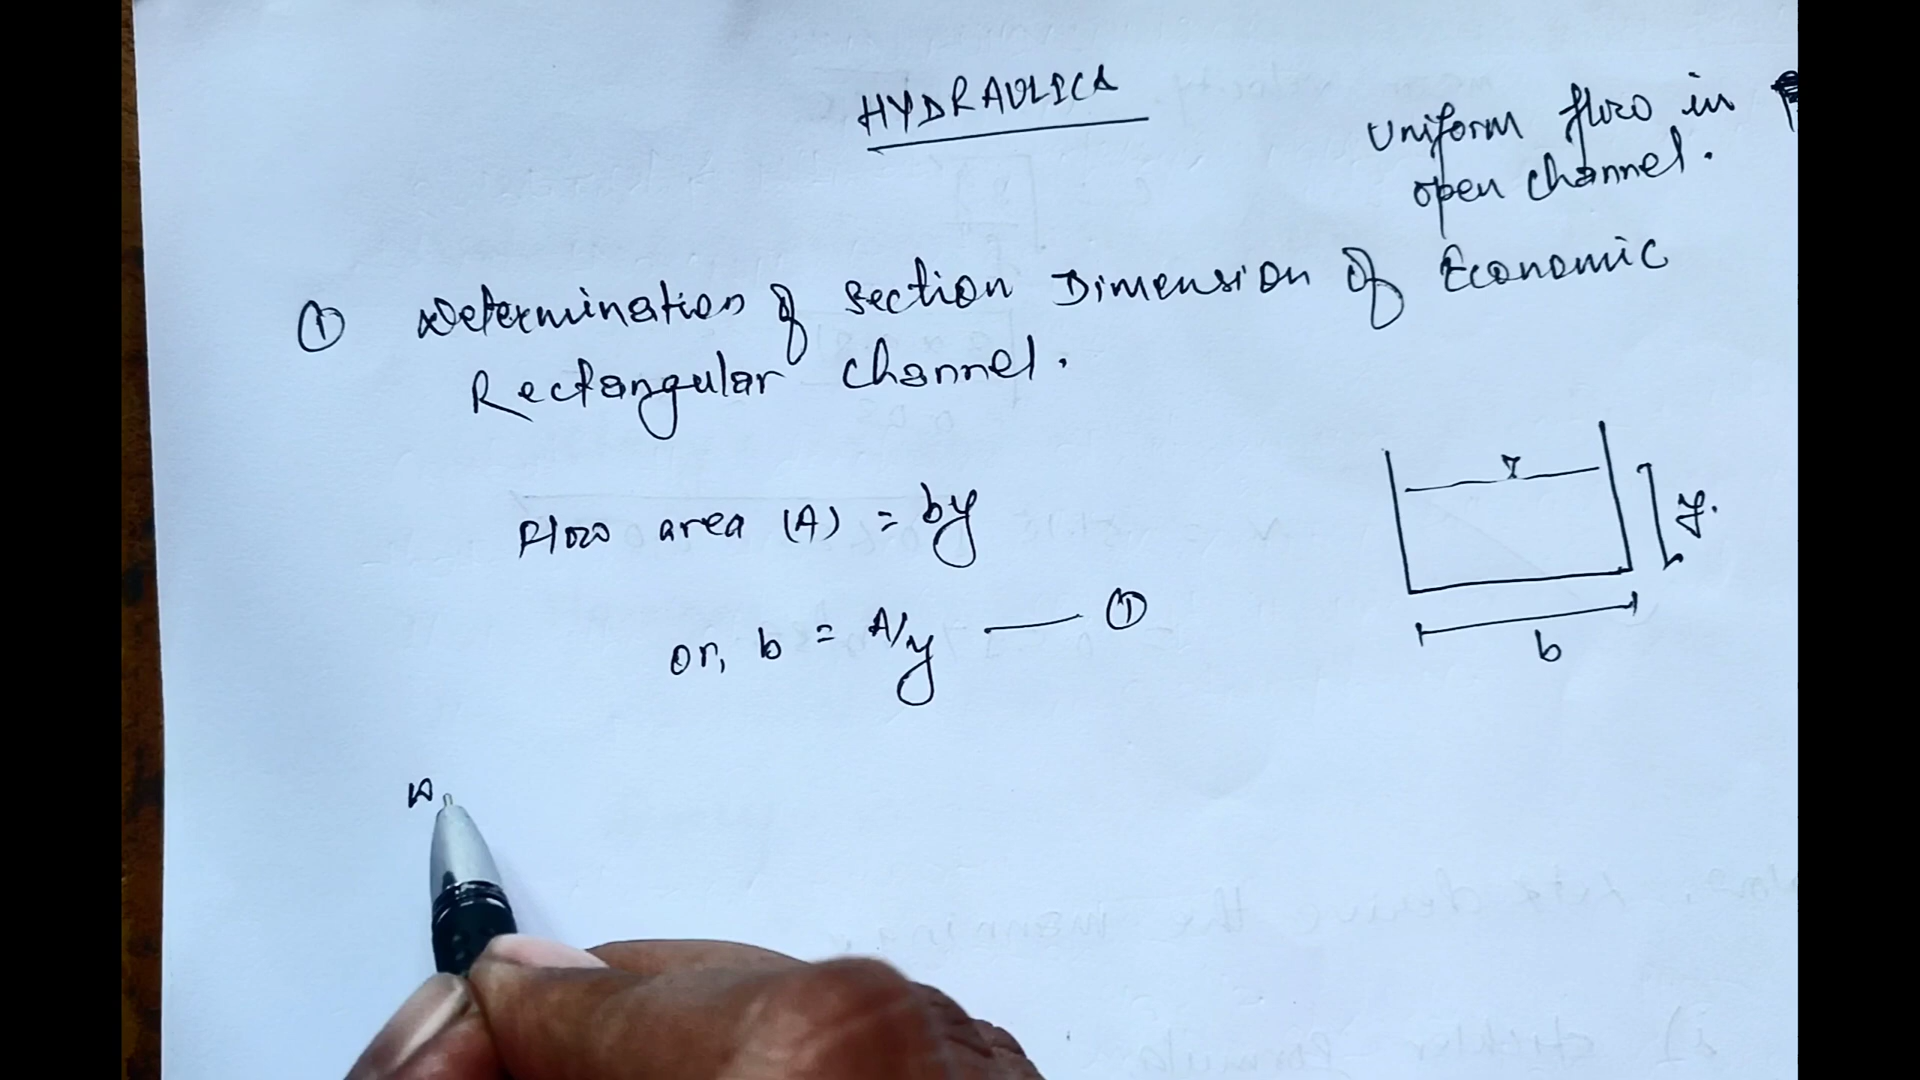 HYDRAULICS
Uniform flow in
open channel.
① Determination of section Dimension of Economic
Rectangular channel.
Flow area (A) = by
or, b = A/y —— ①
y.
b